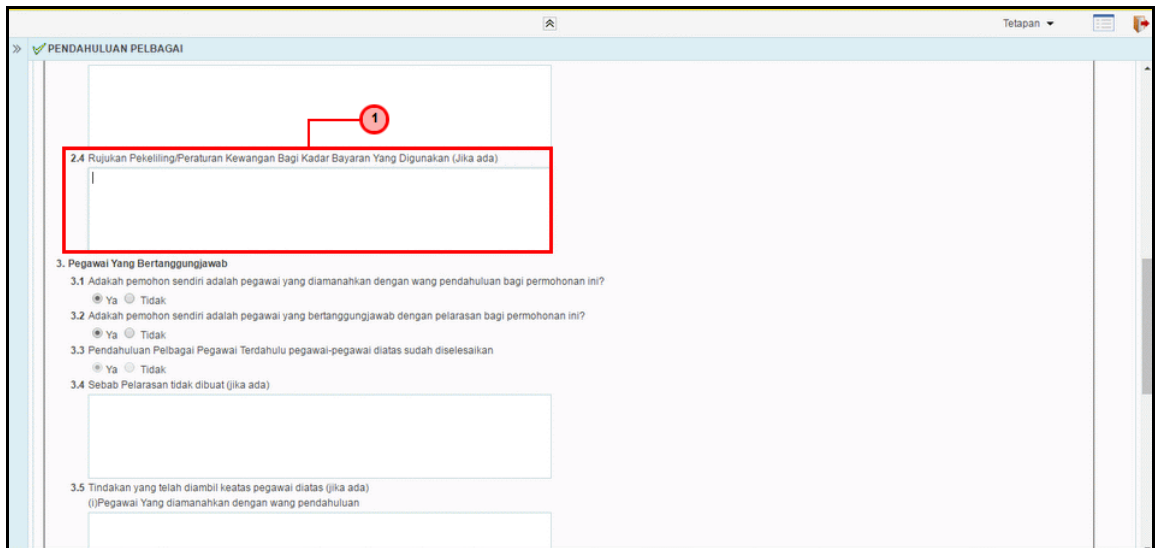 Tetapan
PENDAHULUAN PELBAGAI
1
2.4 Rujukan Pekeliling/Peraturan Kewangan Bagi Kadar Bayaran Yang Digunakan (Jika ada)
3. Pegawai Yang Bertanggungjawab
3.1 Adakah pemohon sendiri adalah pegawai yang diamanahkan dengan wang pendahuluan bagi permohonan ini?
Ya Tidak
3.2 Adakah pemohon sendiri adalah pegawai yang bertanggungjawab dengan pelarasan bagi permohonan ini?
Ya Tidak
3.3 Pendahuluan Pelbagai Pegawai Terdahulu pegawai-pegawai diatas sudah diselesaikan
Ya Tidak
3.4 Sebab Pelarasan tidak dibuat (jika ada)
3.5 Tindakan yang telah diambil keatas pegawai diatas (jika ada)
(i)Pegawai Yang diamanahkan dengan wang pendahuluan